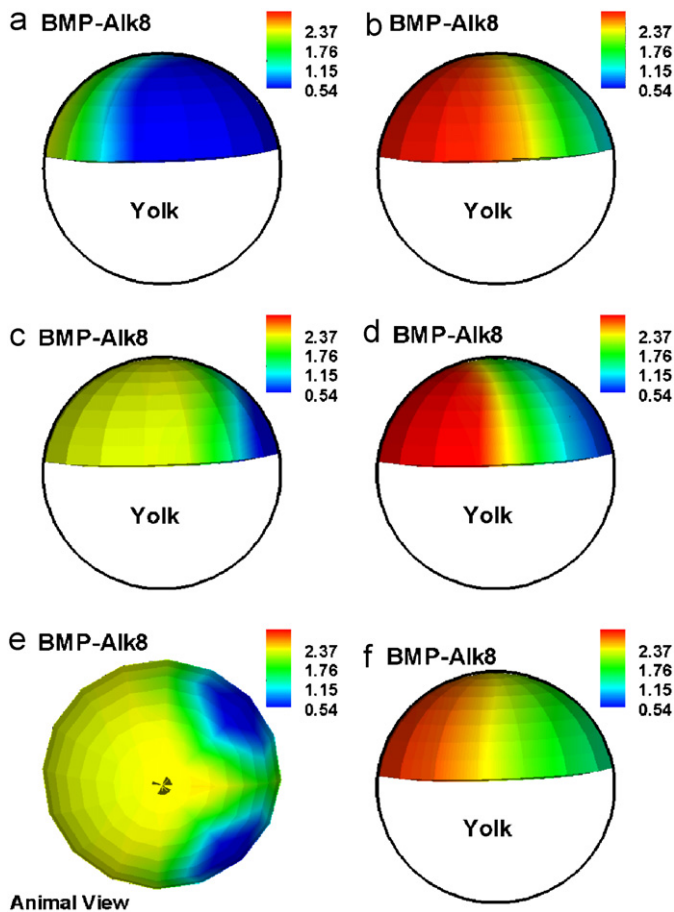 a BMP-Alk8
2.37
1.76
1.15
0.54
Yolk
b BMP-Alk8
2.37
1.76
1.15
0.54
Yolk
c BMP-Alk8
2.37
1.76
1.15
0.54
Yolk
d BMP-Alk8
2.37
1.76
1.15
0.54
Yolk
e BMP-Alk8
2.37
1.76
1.15
0.54
Animal View
f BMP-Alk8
2.37
1.76
1.15
0.54
Yolk